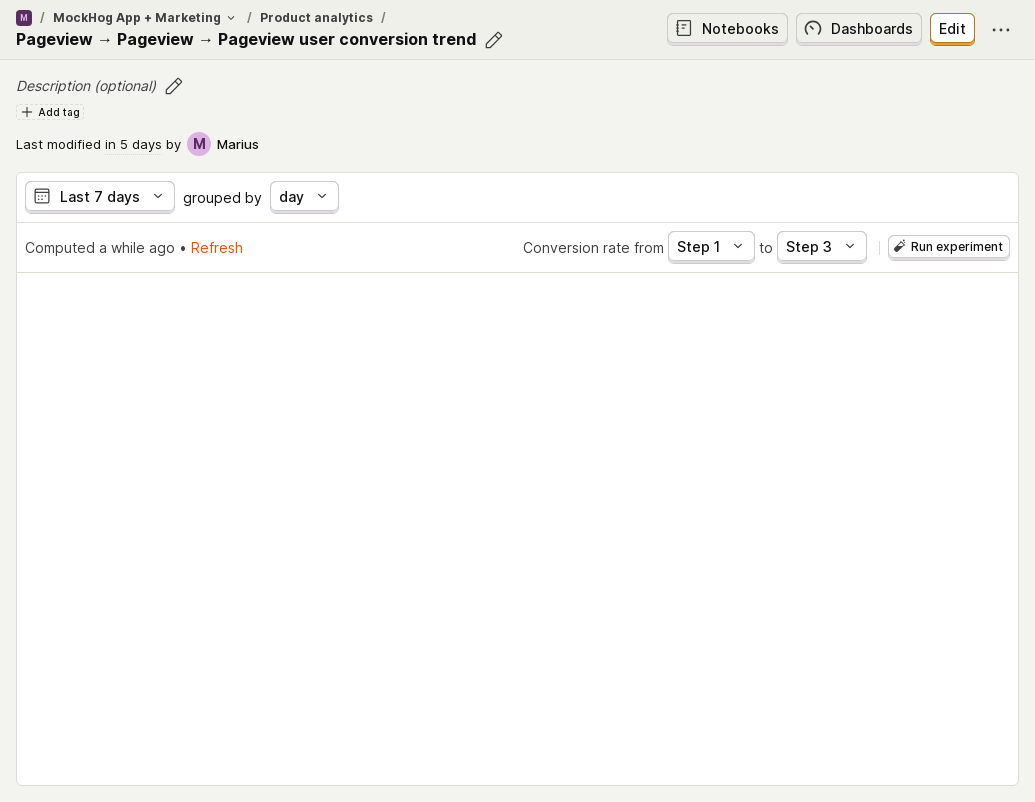 M / MockHog App + Marketing / Product analytics /
Pageview → Pageview → Pageview user conversion trend
Notebooks Dashboards Edit
Description (optional)
Add tag
Last modified in 5 days by M Marius
Last 7 days grouped by day
Computed a while ago • Refresh Conversion rate from Step 1 to Step 3 Run experiment